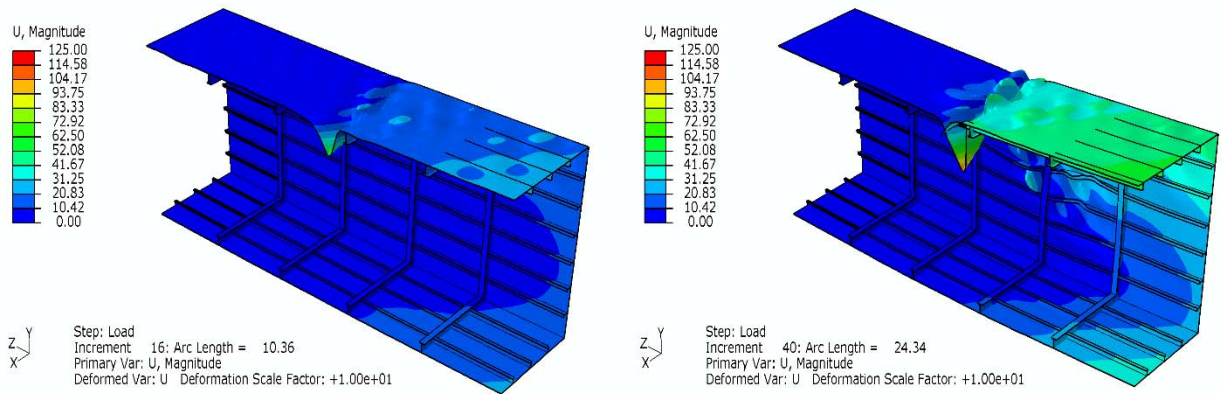 U, Magnitude
125.00
114.58
104.17
93.75
83.33
72.92
62.50
52.08
41.67
31.25
20.83
10.42
0.00
Y
Z
X
Step: Load
Increment 16: Arc Length = 10.36
Primary Var: U, Magnitude
Deformed Var: U Deformation Scale Factor: +1.00e+01
U, Magnitude
125.00
114.58
104.17
93.75
83.33
72.92
62.50
52.08
41.67
31.25
20.83
10.42
0.00
Y
Z
X
Step: Load
Increment 40: Arc Length = 24.34
Primary Var: U, Magnitude
Deformed Var: U Deformation Scale Factor: +1.00e+01